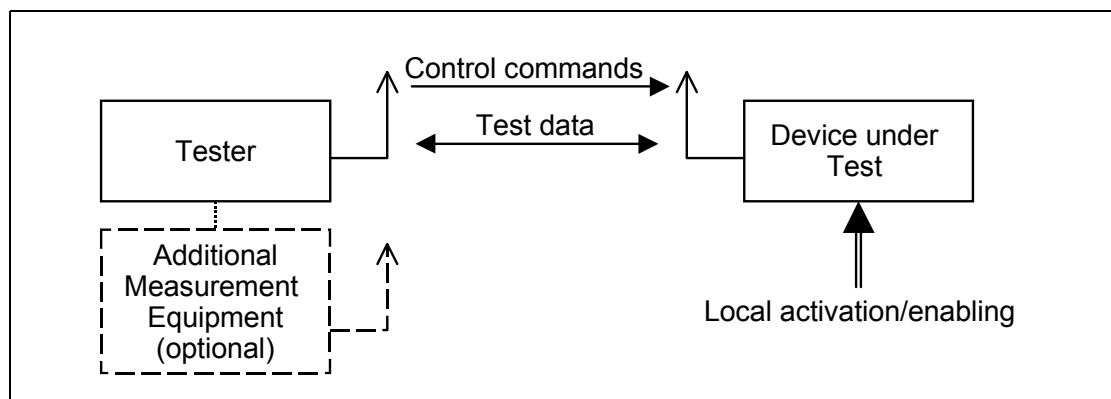 Control commands
Test data
Tester
Device under
Test
Additional
Measurement
Equipment
(optional)
Local activation/enabling